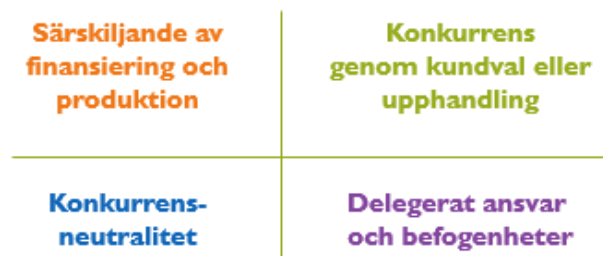 Särskiljande av
finansiering och
produktion
Konkurrens
genom kundval eller
upphandling
Konkurrens-
neutralitet
Delegerat ansvar
och befogenheter